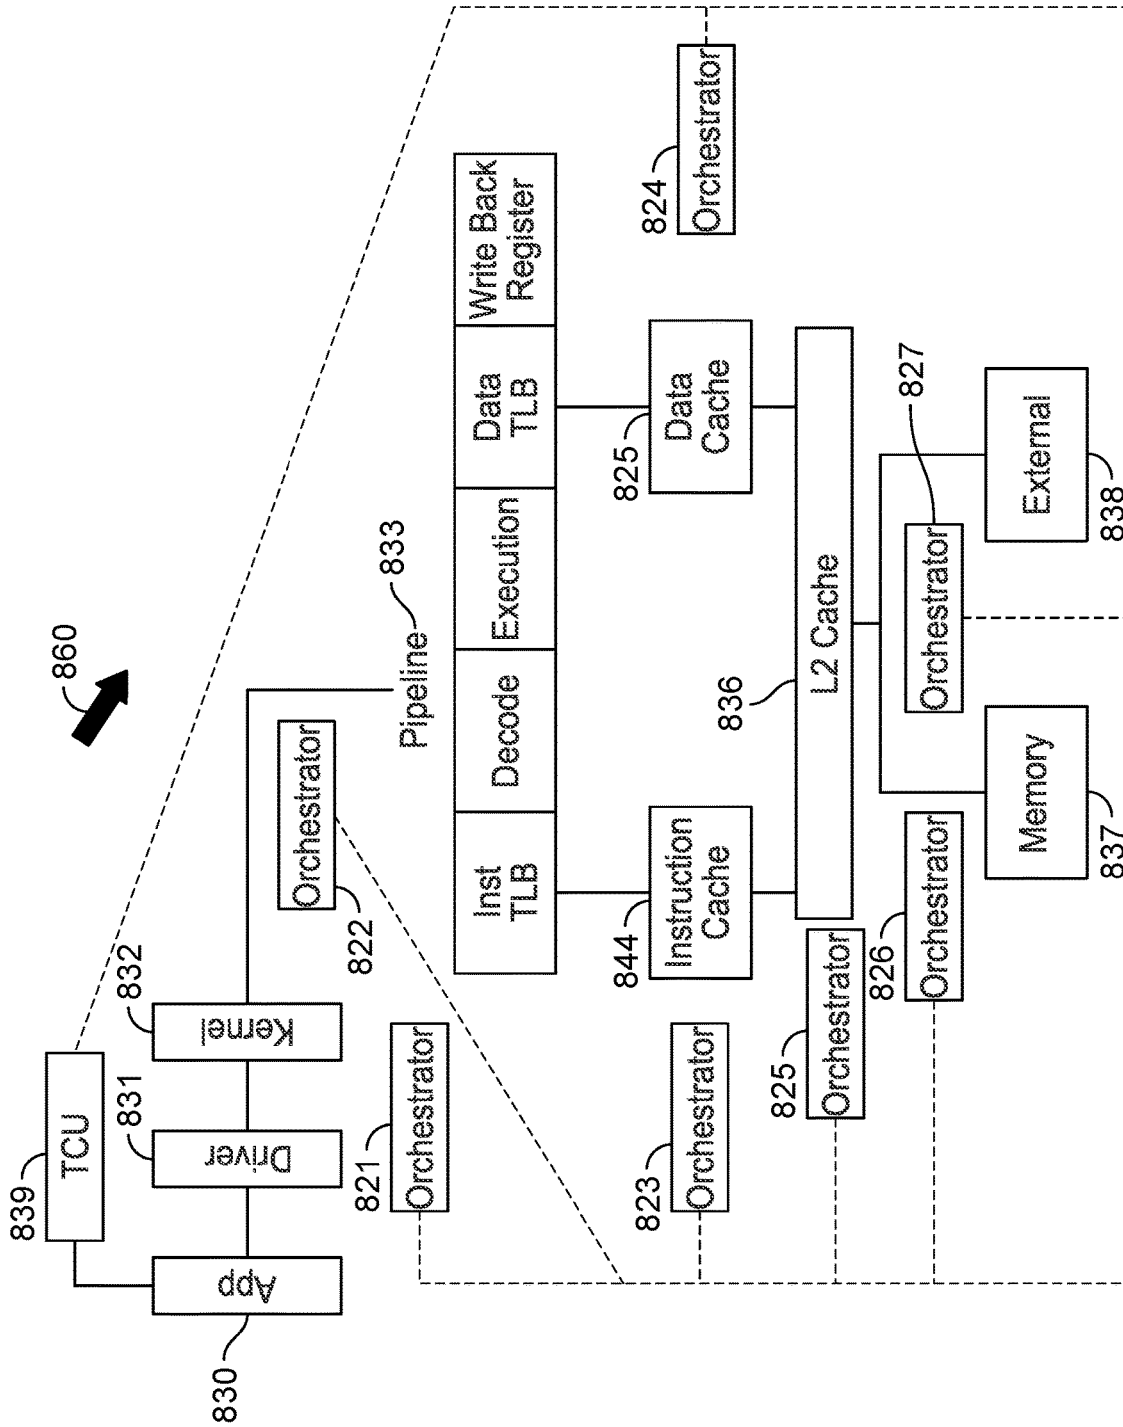 860
839
TCU
830
App
831
Driver
832
Kernel
821
Orchestrator
822
Orchestrator
Pipeline
833
Inst
TLB
Decode
Execution
Data
TLB
Write Back
Register
823
Orchestrator
844
Instruction
Cache
825
Data
Cache
824
Orchestrator
825
Orchestrator
836
L2 Cache
826
Orchestrator
Orchestrator
827
Memory
837
External
838